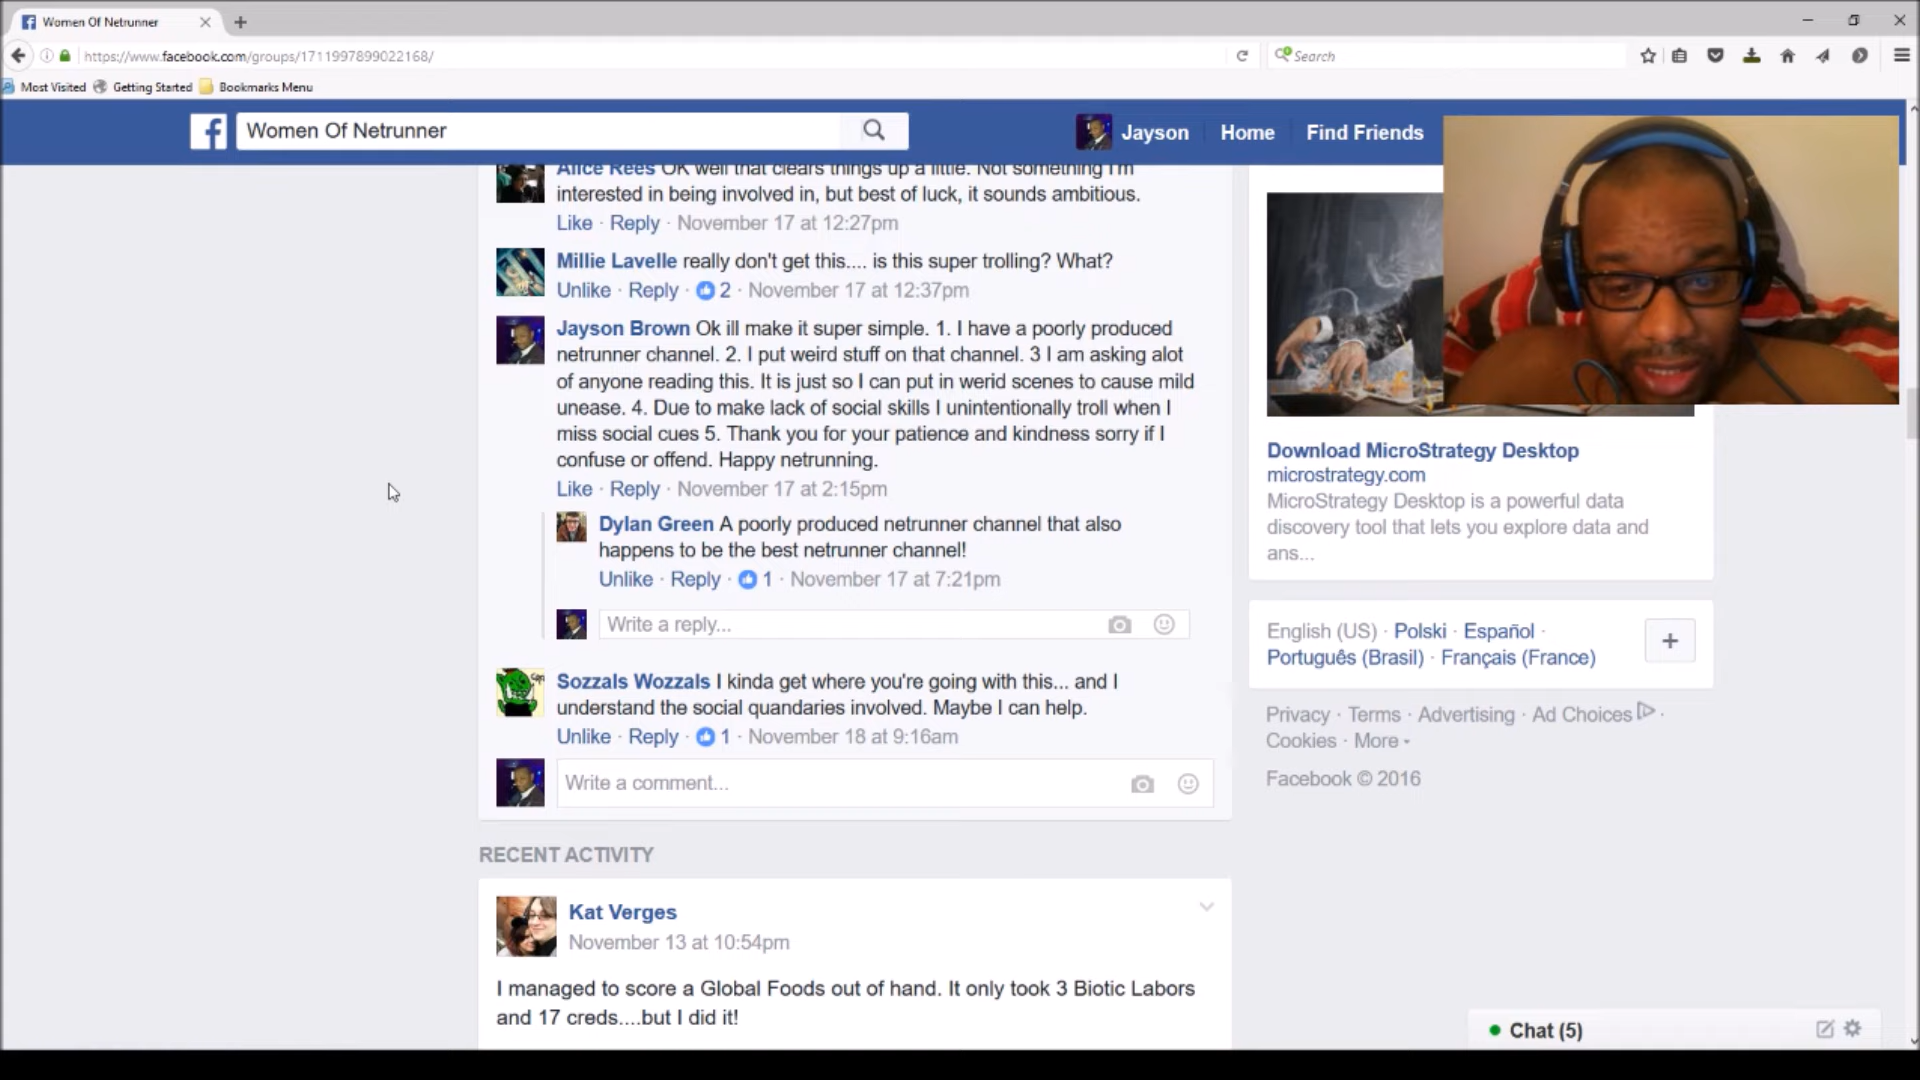 Women Of Netrunner
https://www.facebook.com/groups/1711997899022168/
Search
Most Visited Getting Started Bookmarks Menu
Women Of Netrunner
Jayson Home Find Friends
Alice Rees OK well that clears things up a little. Not something I'm
interested in being involved in, but best of luck, it sounds ambitious.
Like · Reply · November 17 at 12:27pm
Millie Lavelle really don't get this.... is this super trolling? What?
Unlike · Reply · 2 · November 17 at 12:37pm
Jayson Brown Ok ill make it super simple. 1. I have a poorly produced
netrunner channel. 2. I put weird stuff on that channel. 3 I am asking alot
of anyone reading this. It is just so I can put in werid scenes to cause mild
unease. 4. Due to make lack of social skills I unintentionally troll when I
miss social cues 5. Thank you for your patience and kindness sorry if I
confuse or offend. Happy netrunning.
Like · Reply · November 17 at 2:15pm
Dylan Green A poorly produced netrunner channel that also
happens to be the best netrunner channel!
Unlike · Reply · 1 · November 17 at 7:21pm
Write a reply...
Sozzals Wozzals I kinda get where you're going with this... and I
understand the social quandaries involved. Maybe I can help.
Unlike · Reply · 1 · November 18 at 9:16am
Write a comment...
RECENT ACTIVITY
Kat Verges
November 13 at 10:54pm
I managed to score a Global Foods out of hand. It only took 3 Biotic Labors
and 17 creds....but I did it!
Download MicroStrategy Desktop
microstrategy.com
MicroStrategy Desktop is a powerful data
discovery tool that lets you explore data and
ans...
English (US) · Polski · Español ·
Português (Brasil) · Français (France)
Privacy · Terms · Advertising · Ad Choices ·
Cookies · More
Facebook © 2016
Chat (5)